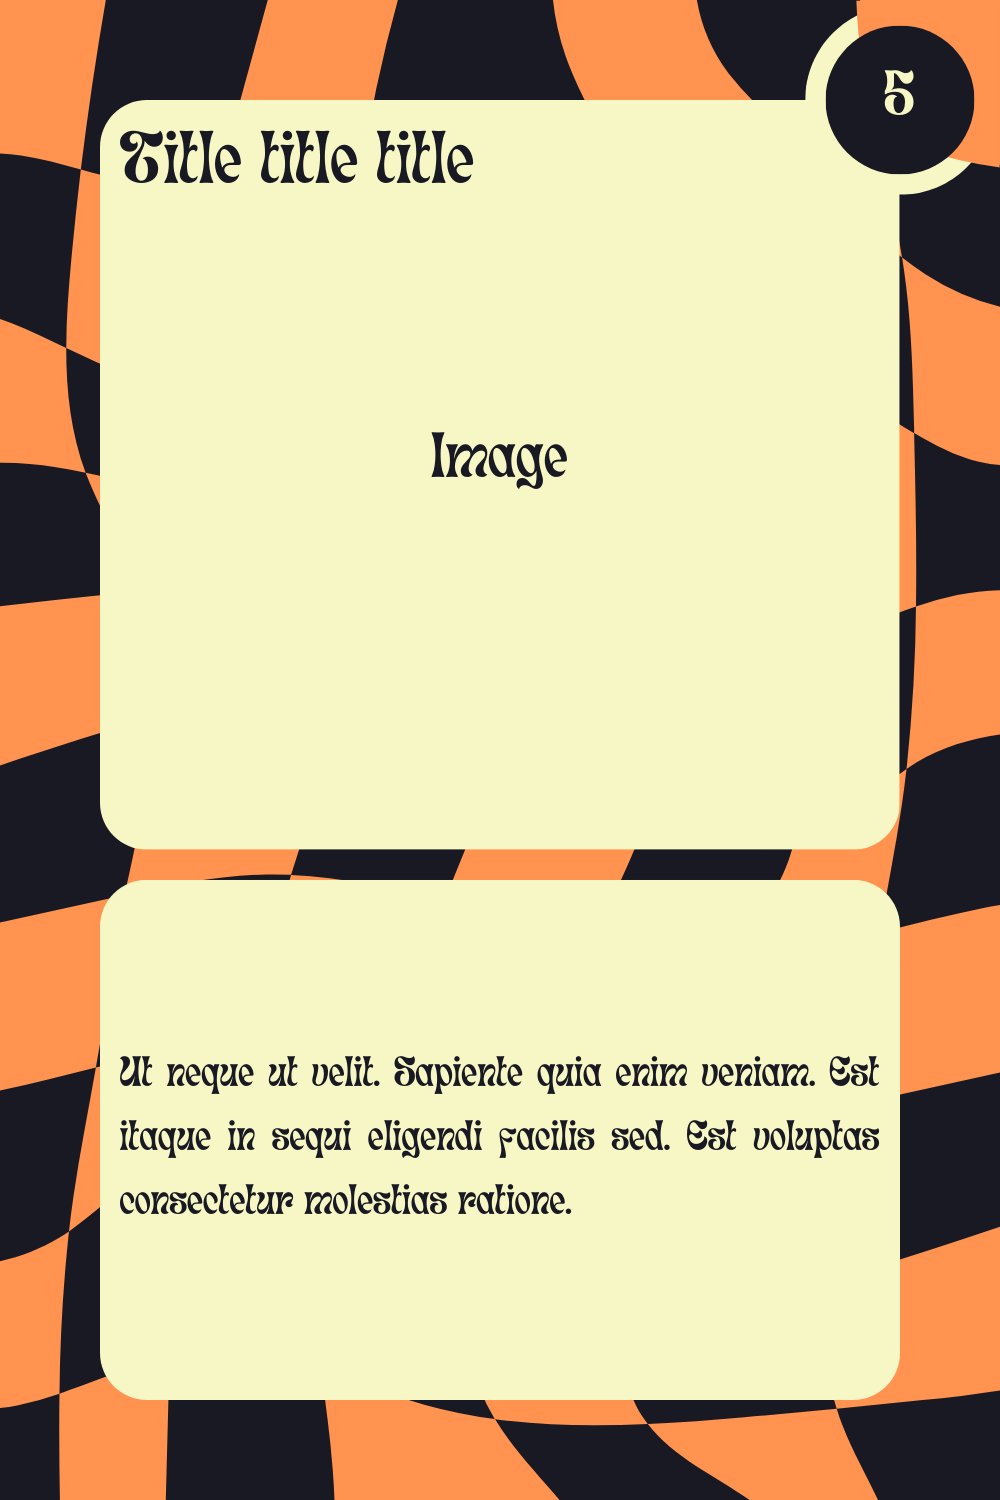 5
Title title title
Image
Ut neque ut velit. Sapiente quia enim veniam. Est
itaque in sequi eligendi facilis sed. Est voluptas
consectetur molestias ratione.